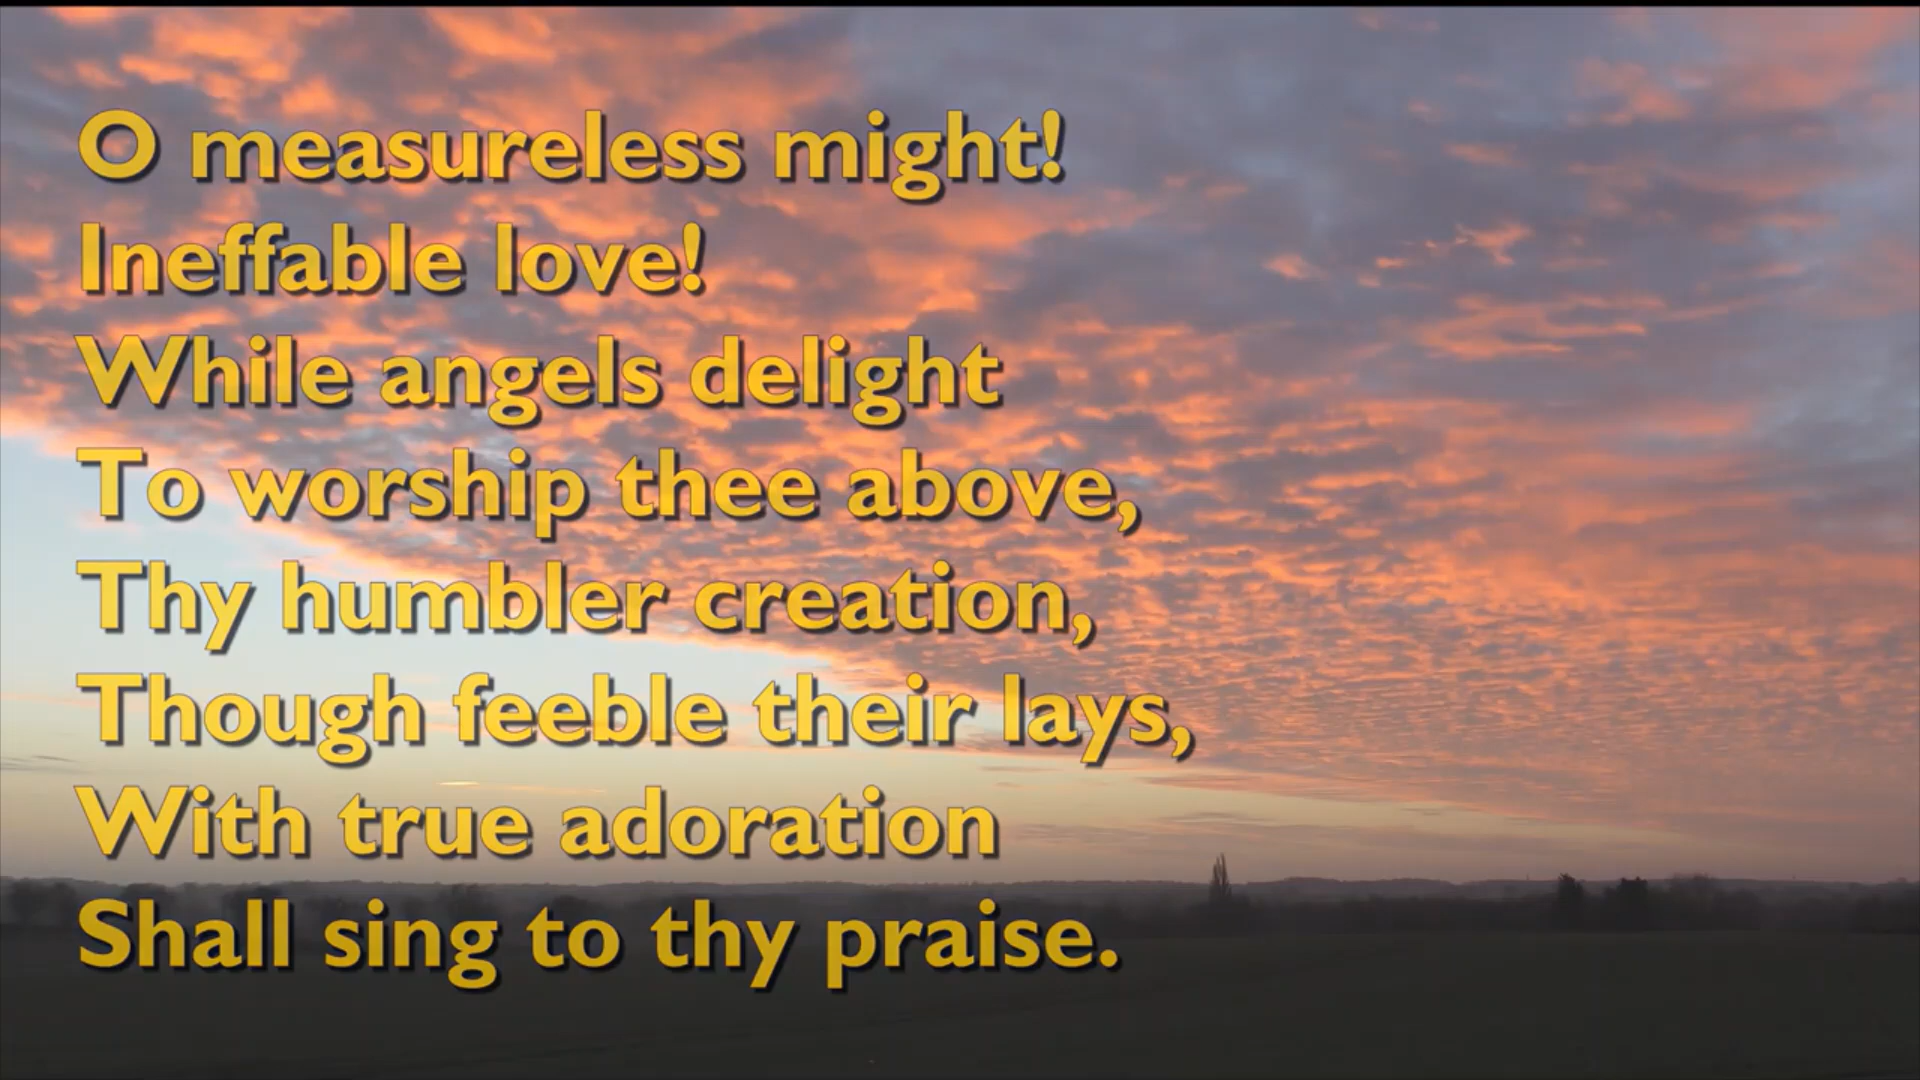 O measureless might!
Ineffable love!
While angels delight
To worship thee above,
Thy humbler creation,
Though feeble their lays,
With true adoration
Shall sing to thy praise.